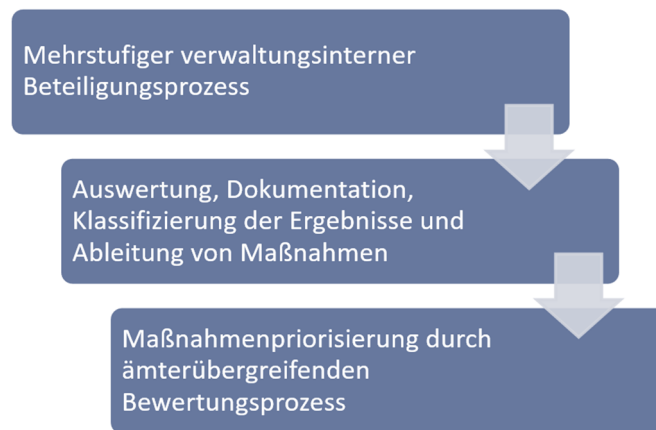 Mehrstufiger verwaltungsinterner
Beteiligungsprozess
Auswertung, Dokumentation,
Klassifizierung der Ergebnisse und
Ableitung von Maßnahmen
Maßnahmenpriorisierung durch
ämterübergreifenden
Bewertungsprozess